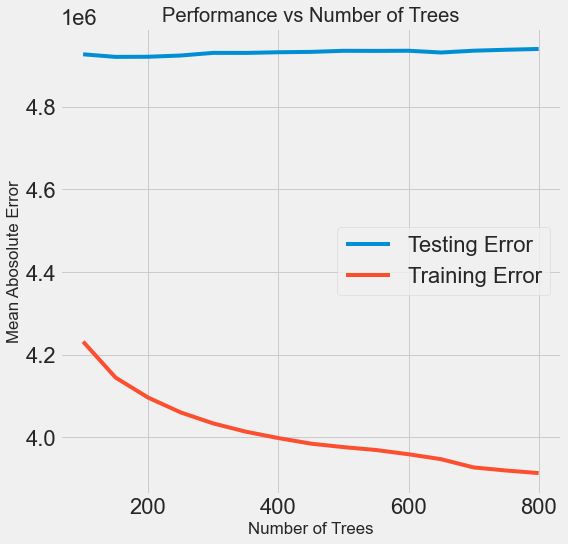 Performance vs Number of Trees
1e6
4.8
4.6
4.4
4.2
4.0
Mean Abosolute Error
Testing Error
Training Error
200
400
600
800
Number of Trees